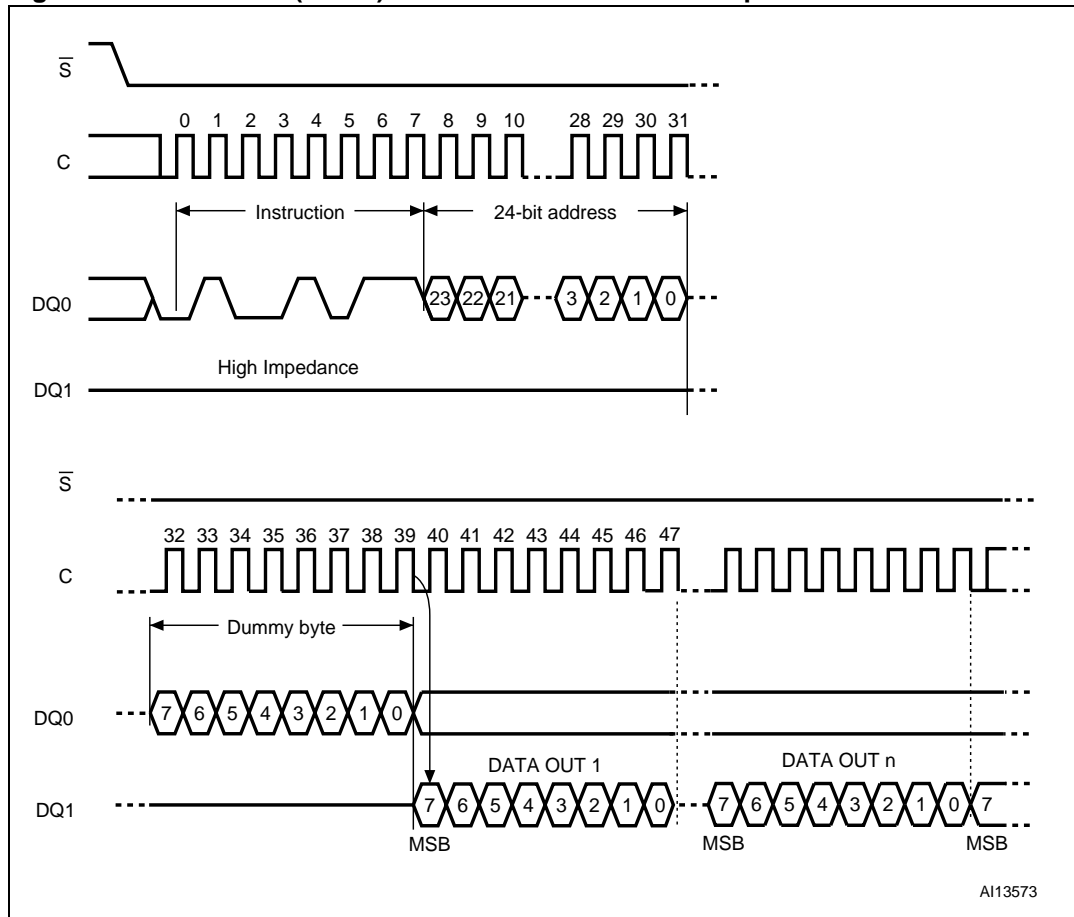 S
0 1 2 3 4 5 6 7 8 9 10 28 29 30 31
C
Instruction 24-bit address
DQ0 23 22 21 3 2 1 0
High Impedance
DQ1
S
32 33 34 35 36 37 38 39 40 41 42 43 44 45 46 47
C
Dummy byte
DQ0 7 6 5 4 3 2 1 0
DATA OUT 1 DATA OUT n
DQ1 7 6 5 4 3 2 1 0 7 6 5 4 3 2 1 0 7
MSB MSB MSB
AI13573